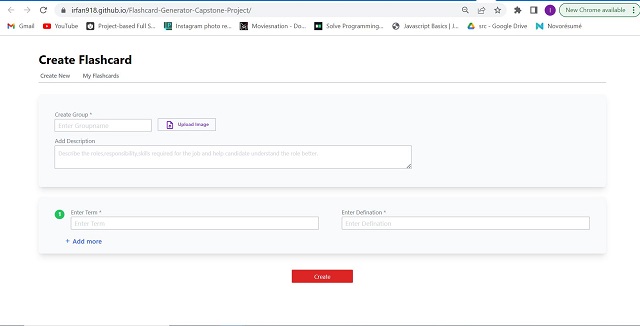 irfan918.github.io/Flashcard-Generator-Capstone-Project/
New Chrome available
Gmail
YouTube
Project-based Full S...
Instagram photo re...
Moviesnation - Do...
Solve Programming...
Javascript Basics | J...
src - Google Drive
Novorésumé
Create Flashcard
Create New
My Flashcards
Create Group *
Enter Groupname
Upload Image
Add Description
Describe the roles,responsibility,skills required for the job and help candidate understand the role better
1
Enter Term *
Enter Term
Enter Defination *
Enter Defination
+ Add more
Create